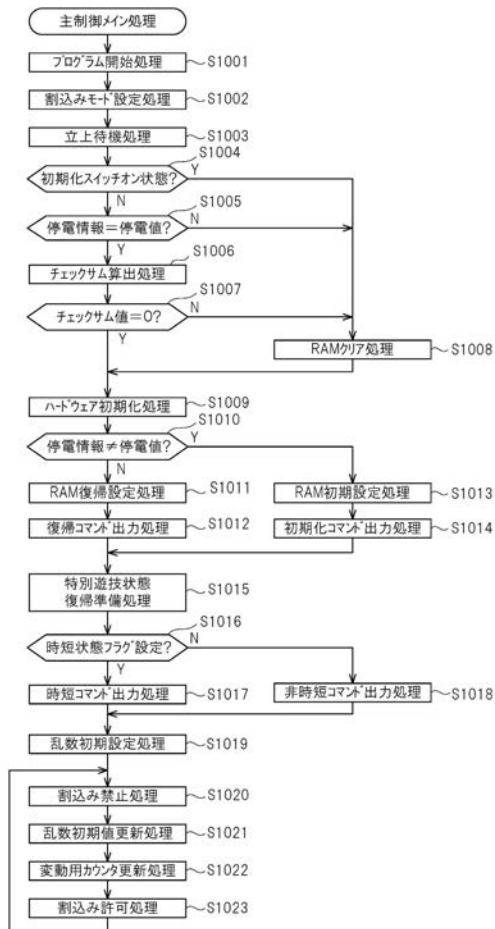 主制御メイン処理
プログラム開始処理 S1001
割込みモード設定処理 S1002
立上待機処理 S1003
初期化スイッチオン状態? S1004
Y
N
停電情報=停電値? S1005
N
Y
チェックサム算出処理 S1006
チェックサム値=0? S1007
N
Y
RAMクリア処理 S1008
ハードウェア初期化処理 S1009
停電情報≠停電値? S1010
Y
N
RAM復帰設定処理 S1011
RAM初期設定処理 S1013
復帰コマンド出力処理 S1012
初期化コマンド出力処理 S1014
特別遊技状態
復帰準備処理 S1015
時短状態フラグ設定? S1016
N
Y
時短コマンド出力処理 S1017
非時短コマンド出力処理 S1018
乱数初期設定処理 S1019
割込み禁止処理 S1020
乱数初期値更新処理 S1021
変動用カウンタ更新処理 S1022
割込み許可処理 S1023